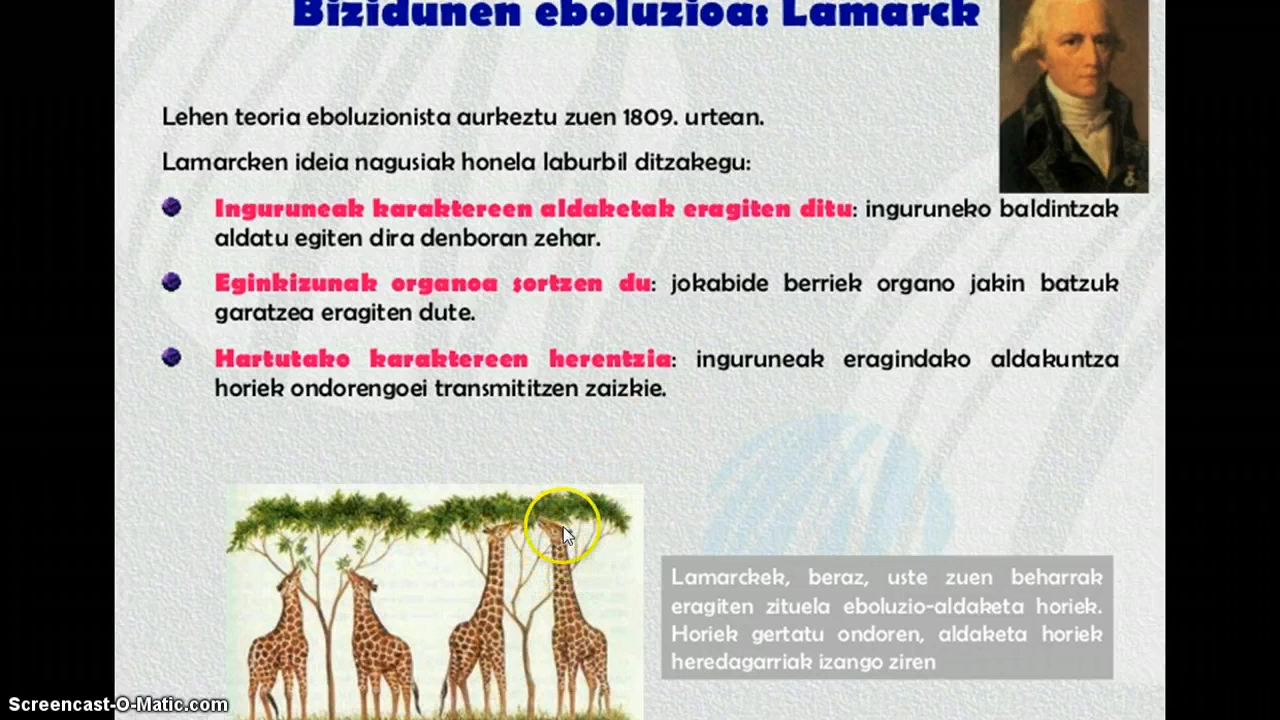 Bizidunen eboluzioa: Lamarck
Lehen teoria eboluzionista aurkeztu zuen 1809. urtean.
Lamarcken ideia nagusiak honela laburbil ditzakegu:
Inguruneak karaktereen aldaketak eragiten ditu: inguruneko baldintzak
aldatu egiten dira denboran zehar.
Eginkizunak organoa sortzen du: jokabide berriek organo jakin batzuk
garatzea eragiten dute.
Hartutako karaktereen herentzia: inguruneak eragindako aldakuntza
horiek ondorengoei transmititzen zaizkie.
Lamarckek, beraz, uste zuen beharrak
eragiten zituela eboluzio-aldaketa horiek.
Horiek gertatu ondoren, aldaketa horiek
heredagarriak izango ziren
Screencast-O-Matic.com